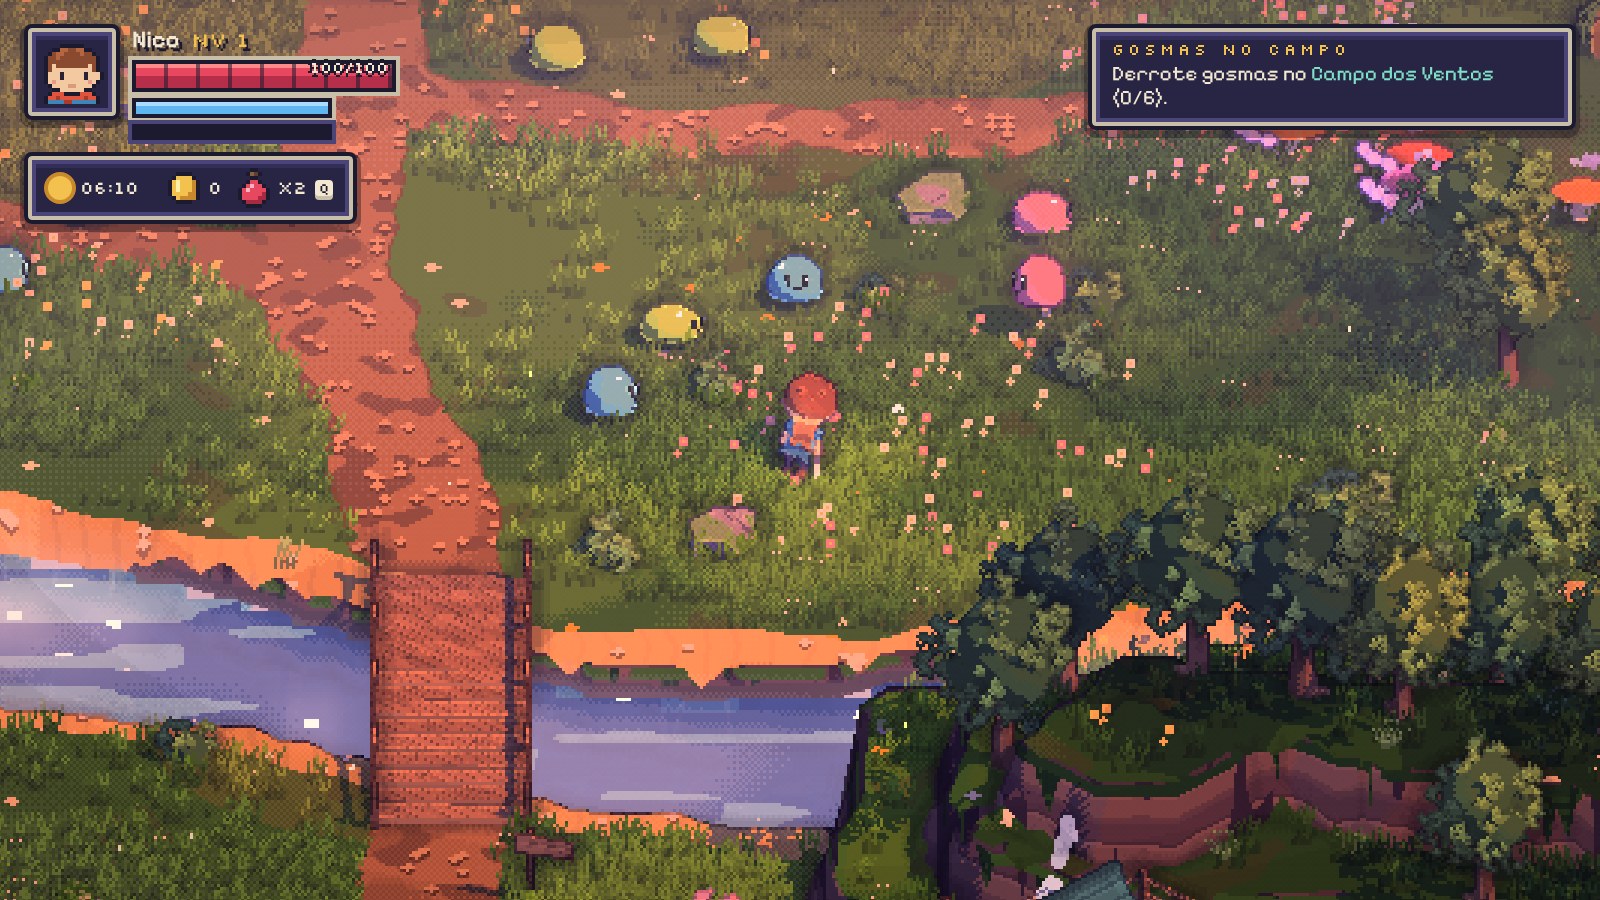 Nico NV 1
100/100
06:10 0 X2 Q
GOSMAS NO CAMPO
Derrote gosmas no Campo dos Ventos
(0/6).